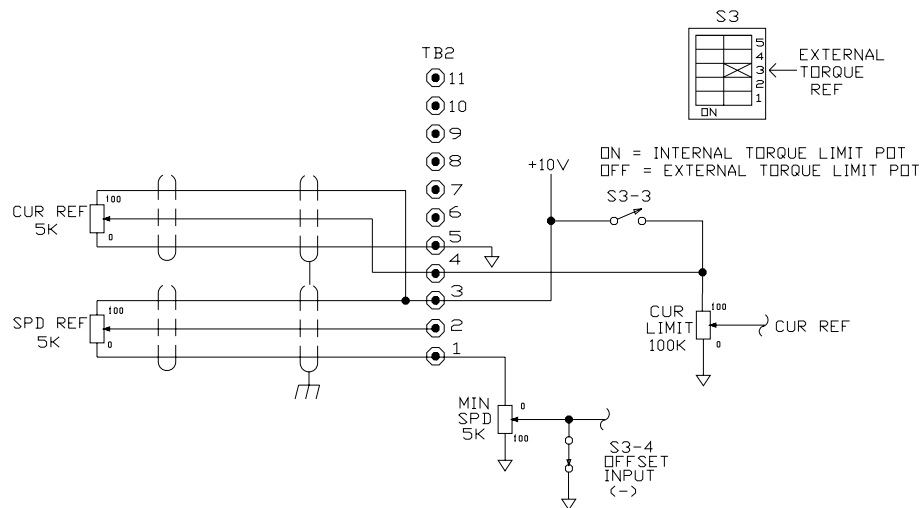 S3
5
4
3
2
1
ON
EXTERNAL
TORQUE
REF
TB2
11
10
9
8
7
6
5
4
3
2
1
ON = INTERNAL TORQUE LIMIT POT
OFF = EXTERNAL TORQUE LIMIT POT
+10V
S3-3
100
CUR REF
5K
0
100
SPD REF
5K
0
100
CUR
LIMIT
100K
0
CUR REF
MIN
SPD
5K
0
100
S3-4
OFFSET
INPUT
(-)